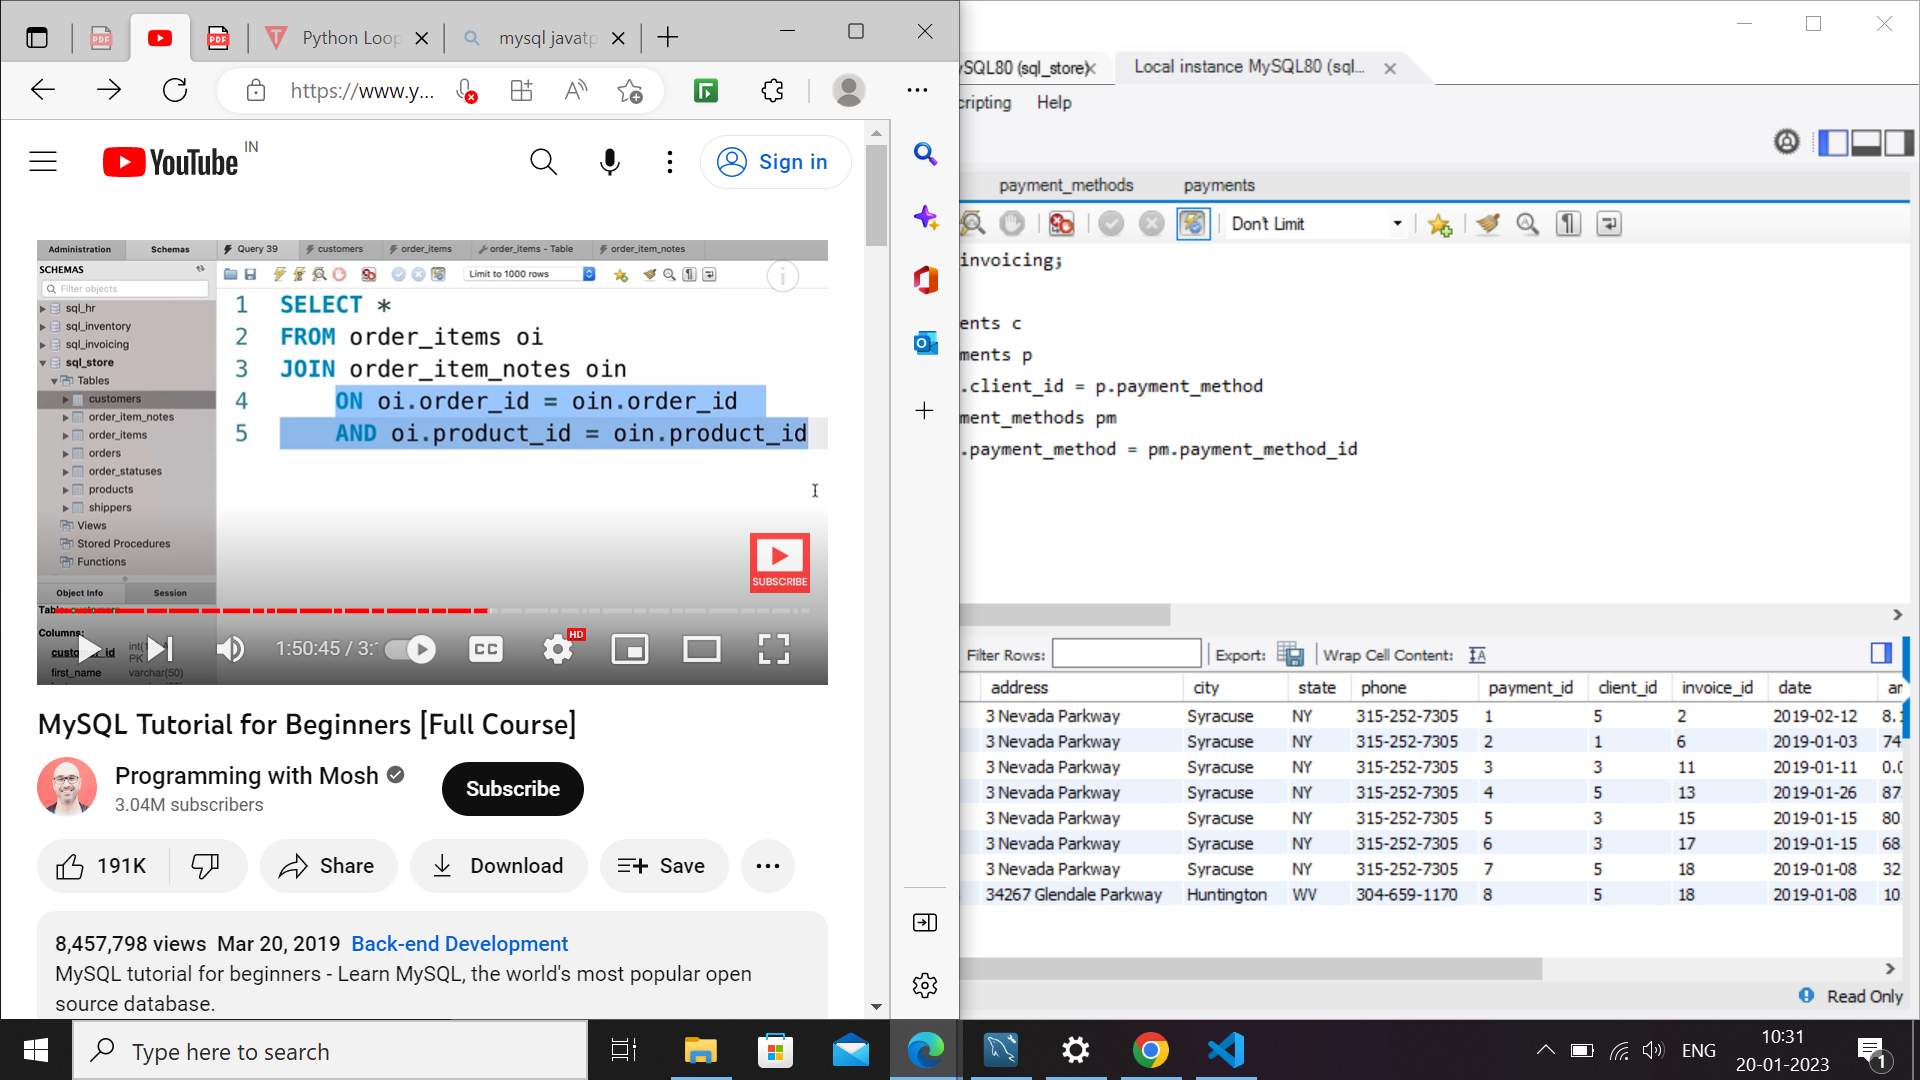 Python Loop
mysql javatp
https://www.y...
YouTube IN
Sign in
Administration Schemas Query 39 customers order_items order_items - Table order_item_notes
SCHEMAS
Filter objects
Limit to 1000 rows
sql_hr
sql_inventory
sql_invoicing
sql_store
Tables
customers
order_item_notes
order_items
orders
order_statuses
products
shippers
Views
Stored Procedures
Functions
Object Info Session
1 SELECT *
2 FROM order_items oi
3 JOIN order_item_notes oin
4 ON oi.order_id = oin.order_id
5 AND oi.product_id = oin.product_id
SUBSCRIBE
Columns:
first_name varchar(50)
1:50:45 / 3:1
CC
HD
MySQL Tutorial for Beginners [Full Course]
Programming with Mosh
3.04M subscribers
Subscribe
191K
Share
Download
Save
8,457,798 views Mar 20, 2019 Back-end Development
MySQL tutorial for beginners - Learn MySQL, the world's most popular open
source database.
ySQL80 (sql_store)
Local instance MySQL80 (sql...
cripting Help
payment_methods payments
Don't Limit
invoicing;
ents c
ments p
.client_id = p.payment_method
ment_methods pm
.payment_method = pm.payment_method_id
Filter Rows: Export: Wrap Cell Content:
address city state phone payment_id client_id invoice_id date
3 Nevada Parkway Syracuse NY 315-252-7305 1 5 2 2019-02-12 8.1
3 Nevada Parkway Syracuse NY 315-252-7305 2 1 6 2019-01-03 74
3 Nevada Parkway Syracuse NY 315-252-7305 3 3 11 2019-01-11 0.0
3 Nevada Parkway Syracuse NY 315-252-7305 4 5 13 2019-01-26 87.
3 Nevada Parkway Syracuse NY 315-252-7305 5 3 15 2019-01-15 80.
3 Nevada Parkway Syracuse NY 315-252-7305 6 3 17 2019-01-15 68.
3 Nevada Parkway Syracuse NY 315-252-7305 7 5 18 2019-01-08 32.
34267 Glendale Parkway Huntington WV 304-659-1170 8 5 18 2019-01-08 10.
Read Only
Type here to search
ENG
10:31
20-01-2023
1